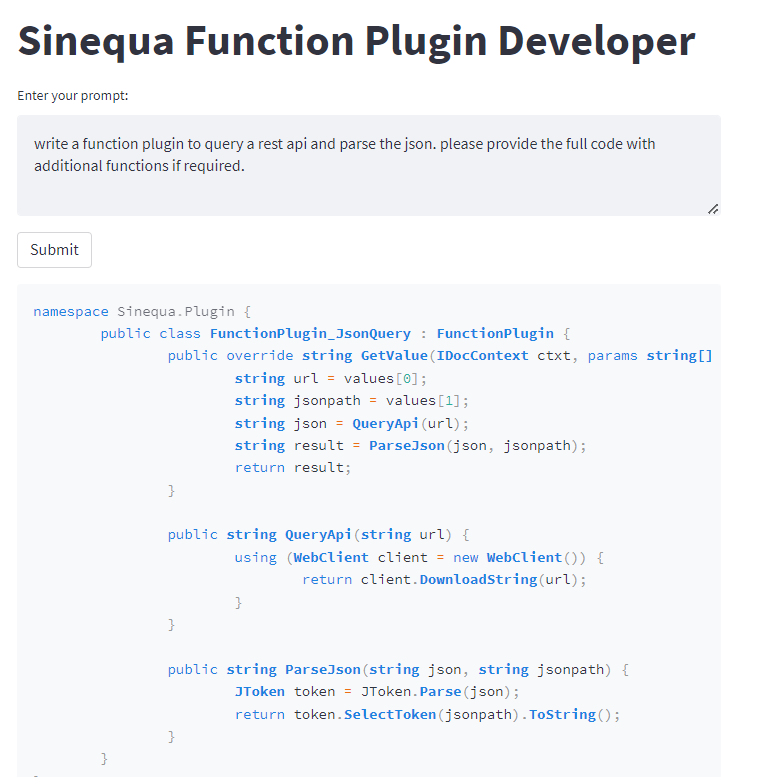 Sinequa Function Plugin Developer
Enter your prompt:
write a function plugin to query a rest api and parse the json. please provide the full code with
additional functions if required.
Submit
namespace Sinequa.Plugin {
public class FunctionPlugin_JsonQuery : FunctionPlugin {
public override string GetValue(IDocContext ctxt, params string[]
string url = values[0];
string jsonpath = values[1];
string json = QueryApi(url);
string result = ParseJson(json, jsonpath);
return result;
}
public string QueryApi(string url) {
using (WebClient client = new WebClient()) {
return client.DownloadString(url);
}
}
public string ParseJson(string json, string jsonpath) {
JToken token = JToken.Parse(json);
return token.SelectToken(jsonpath).ToString();
}
}